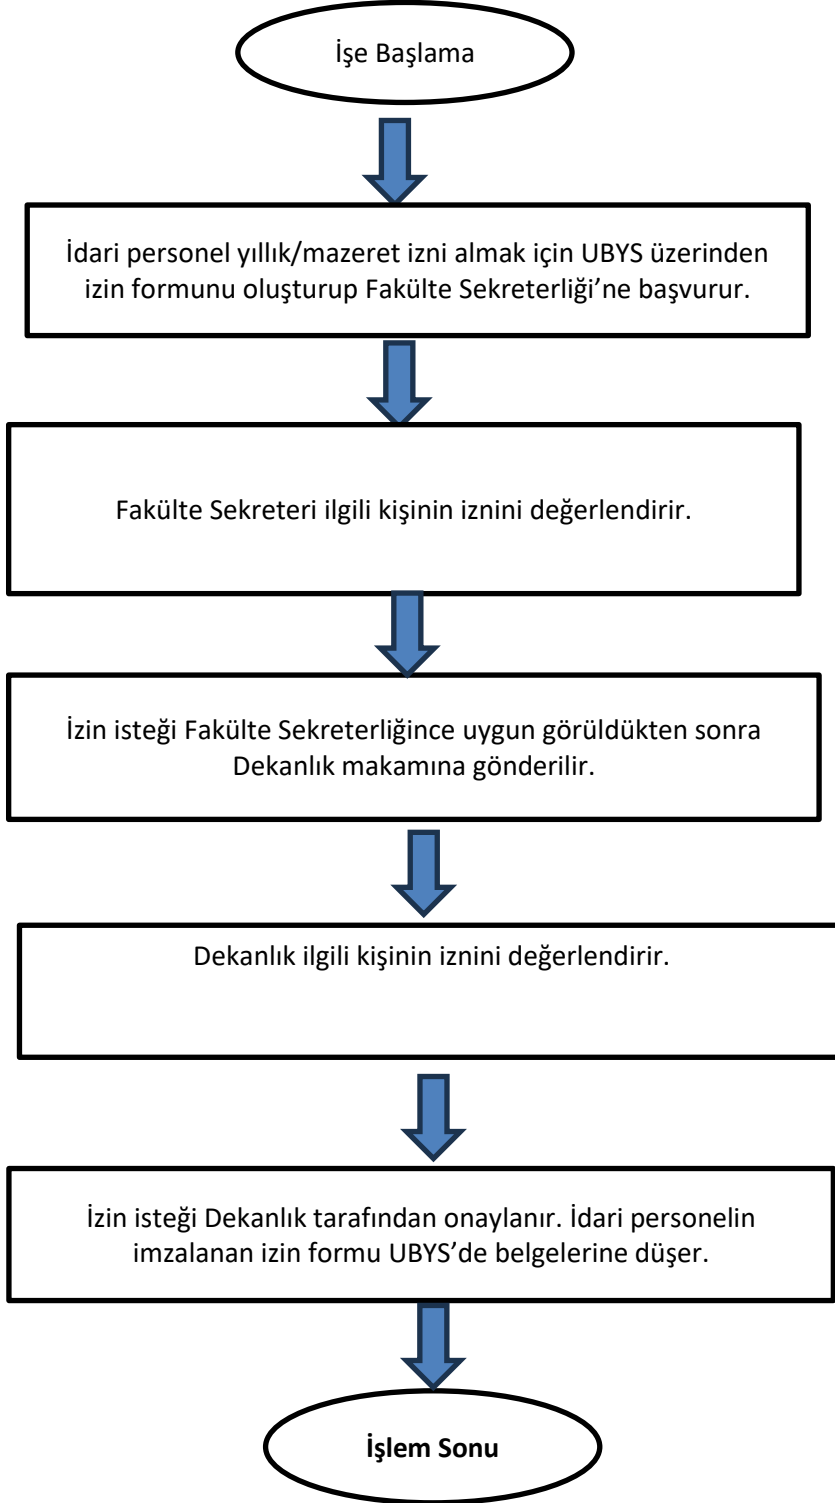 İşe Başlama
İdari personel yıllık/mazeret izni almak için UBYS üzerinden
izin formunu oluşturup Fakülte Sekreterliği’ne başvurur.
Fakülte Sekreteri ilgili kişinin iznini değerlendirir.
İzin isteği Fakülte Sekreterliğince uygun görüldükten sonra
Dekanlık makamına gönderilir.
Dekanlık ilgili kişinin iznini değerlendirir.
İzin isteği Dekanlık tarafından onaylanır. İdari personelin
imzalanan izin formu UBYS’de belgelerine düşer.
İşlem Sonu